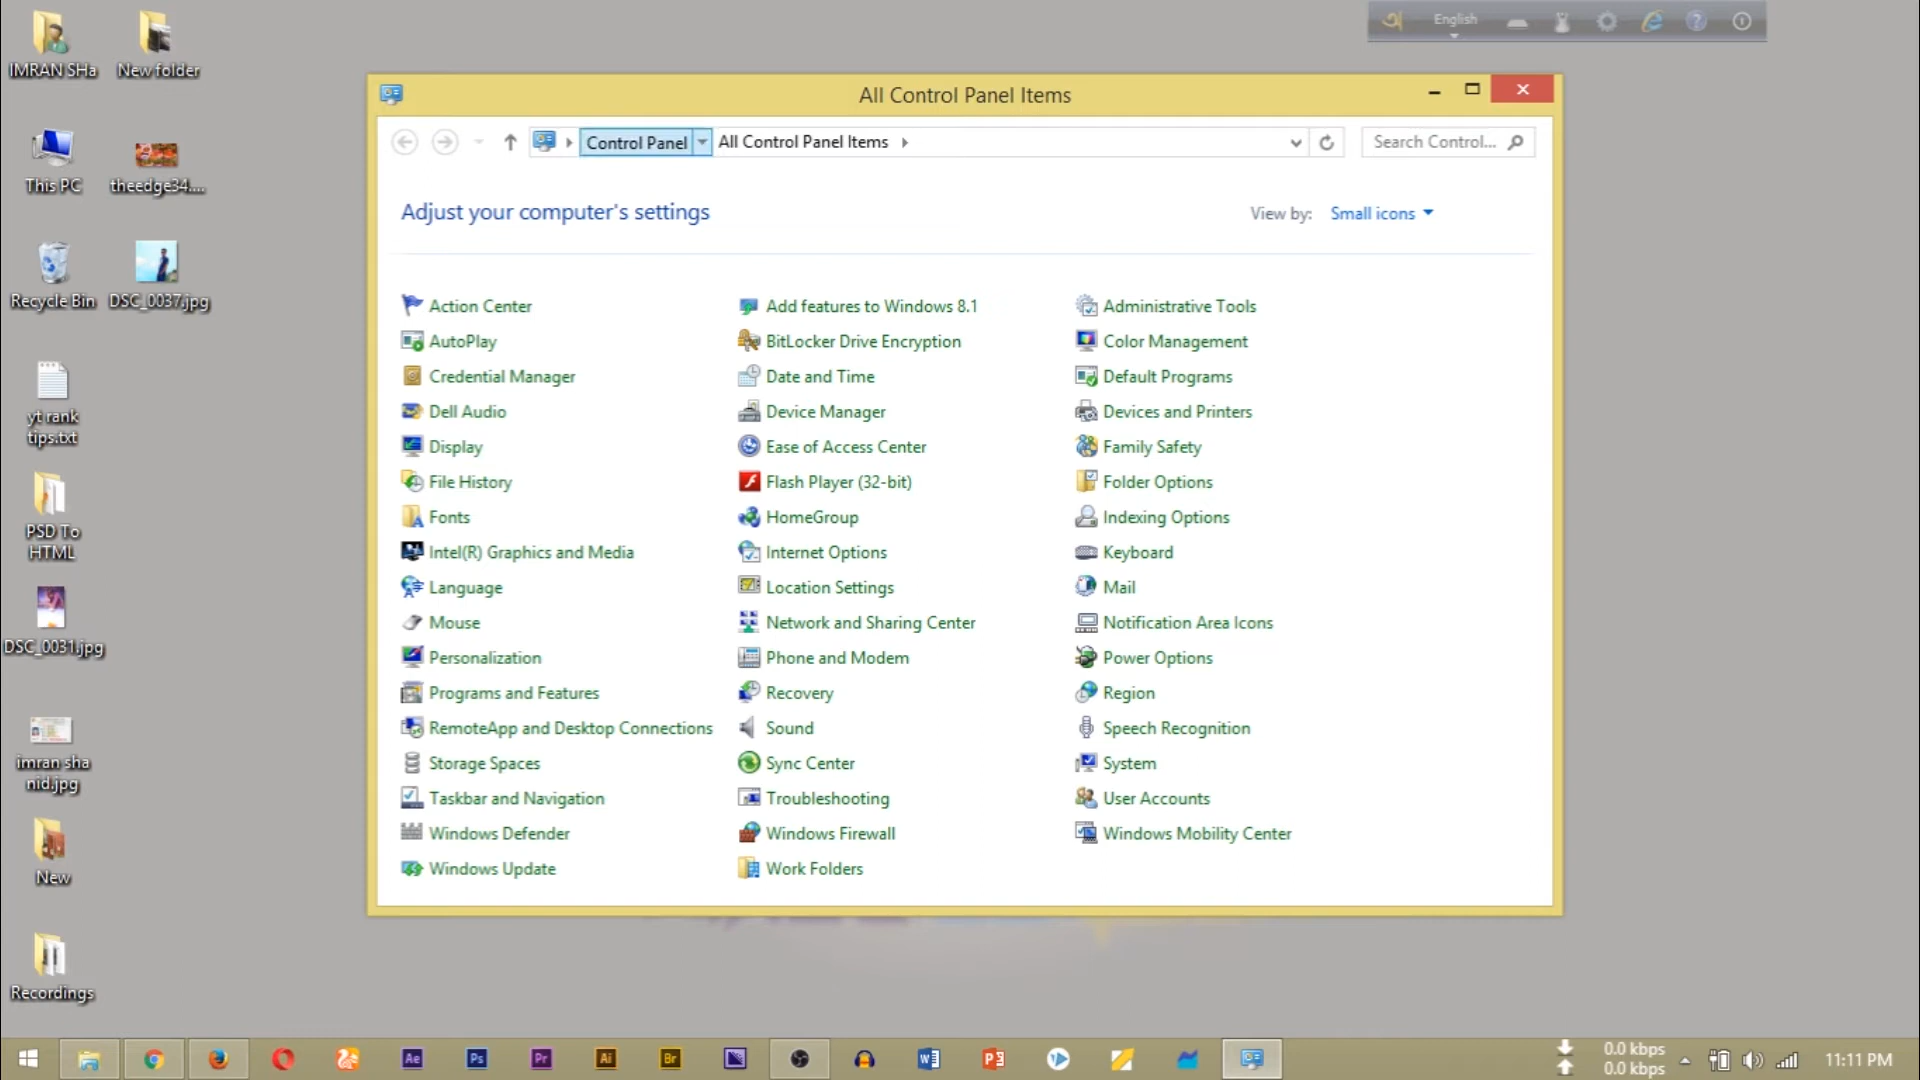 English
IMRAN SHa
New folder
This PC
theedge34....
Recycle Bin
DSC_0037.jpg
yt rank
tips.txt
PSD To
HTML
DSC_0031.jpg
imran sha
nid.jpg
New
Recordings
All Control Panel Items
Control Panel
All Control Panel Items
Search Control...
Adjust your computer's settings
View by: Small icons
Action Center
Add features to Windows 8.1
Administrative Tools
AutoPlay
BitLocker Drive Encryption
Color Management
Credential Manager
Date and Time
Default Programs
Dell Audio
Device Manager
Devices and Printers
Display
Ease of Access Center
Family Safety
File History
Flash Player (32-bit)
Folder Options
Fonts
HomeGroup
Indexing Options
Intel(R) Graphics and Media
Internet Options
Keyboard
Language
Location Settings
Mail
Mouse
Network and Sharing Center
Notification Area Icons
Personalization
Phone and Modem
Power Options
Programs and Features
Recovery
Region
RemoteApp and Desktop Connections
Sound
Speech Recognition
Storage Spaces
Sync Center
System
Taskbar and Navigation
Troubleshooting
User Accounts
Windows Defender
Windows Firewall
Windows Mobility Center
Windows Update
Work Folders
Ae
Ps
Pr
Ai
Br
0.0 kbps
0.0 kbps
11:11 PM